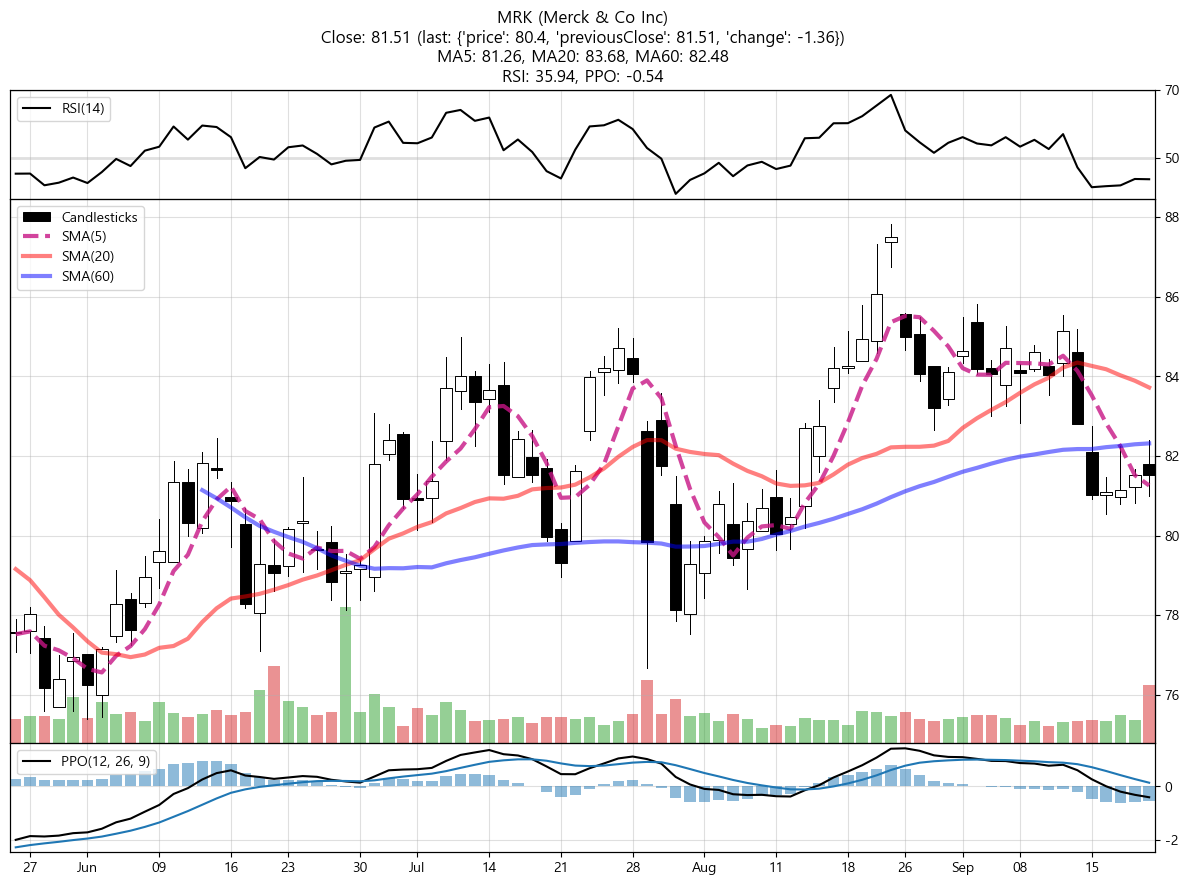 MRK (Merck & Co Inc)
Close: 81.51 (last: {'price': 80.4, 'previousClose': 81.51, 'change': -1.36})
MA5: 81.26, MA20: 83.68, MA60: 82.48
RSI: 35.94, PPO: -0.54
RSI(14)
70
50
Candlesticks
SMA(5)
SMA(20)
SMA(60)
88
86
84
82
80
78
76
PPO(12, 26, 9)
0
-2
27 Jun 09 16 23 30 Jul 14 21 28 Aug 11 18 26 Sep 08 15